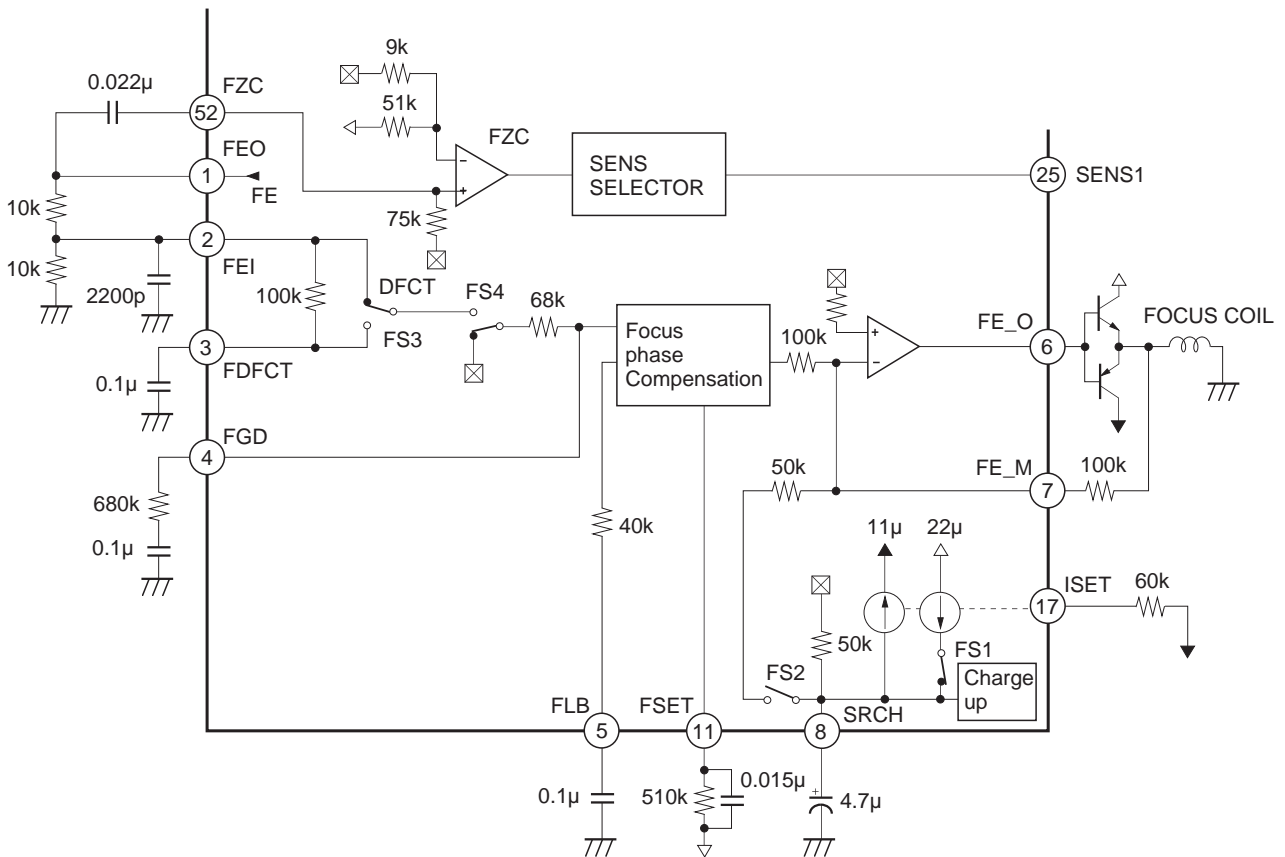 9k
0.022μ
FZC
52
51k
FZC
FEO
1
FE
SENS
SELECTOR
25
SENS1
10k
75k
2
FEI
10k
2200p
100k
DFCT
FS4
68k
FS3
3
FDFCT
0.1μ
Focus
phase
Compensation
100k
FE_O
6
FOCUS COIL
FGD
4
680k
0.1μ
50k
FE_M
7
100k
40k
11μ
22μ
ISET
17
60k
50k
FS1
FS2
Charge
up
FLB
5
FSET
11
SRCH
8
0.1μ
510k
0.015μ
+
4.7μ